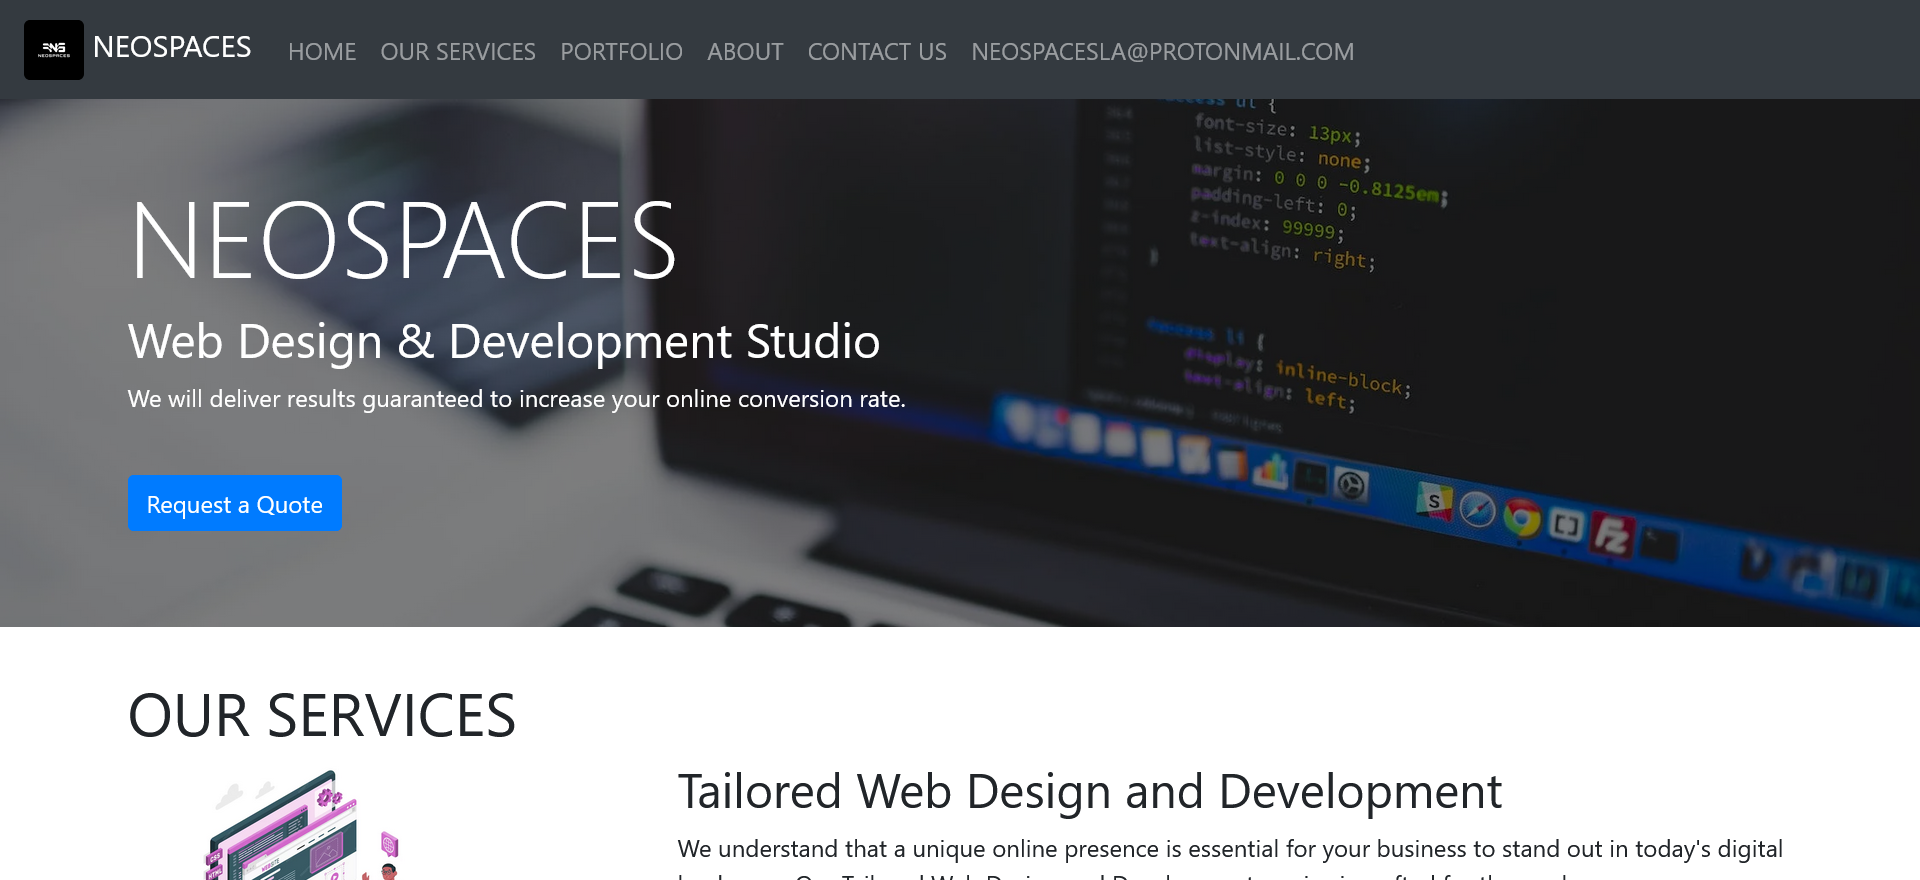 NEOSPACES
NEOSPACES
HOME
OUR SERVICES
PORTFOLIO
ABOUT
CONTACT US
NEOSPACESLA@PROTONMAIL.COM
font-size: 13px;
list-style: none;
margin: 0 0 0 -0.8125em;
padding-left: 0;
z-index: 99999;
text-align: right;
}
NEOSPACES
Web Design & Development Studio
We will deliver results guaranteed to increase your online conversion rate.
li {
display: inline-block;
text-align: left;
Request a Quote
OUR SERVICES
Tailored Web Design and Development
We understand that a unique online presence is essential for your business to stand out in today's digital
CSS
HTML